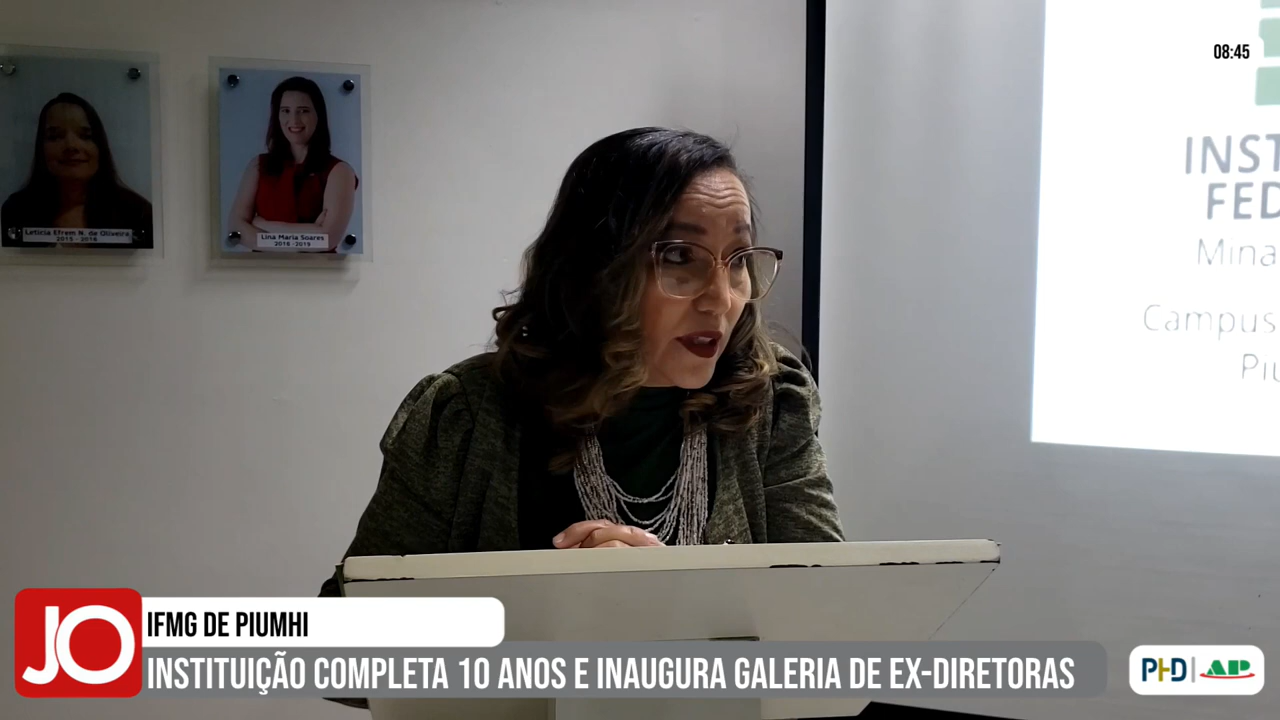 08:45
INST
FED
Mina
Campus
Piu
Letícia Efrem N. de Oliveira
2015 - 2016
Lina Maria Soares
2016 - 2019
JO
IFMG DE PIUMHI
INSTITUIÇÃO COMPLETA 10 ANOS E INAUGURA GALERIA DE EX-DIRETORAS
PHD AP